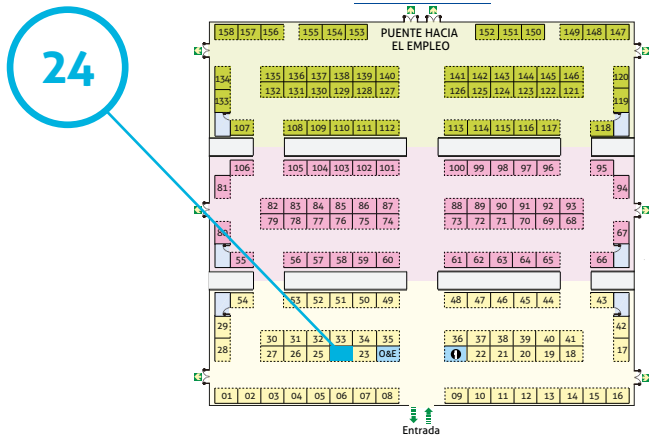 24
158 157 156 155 154 153 PUENTE HACIA 152 151 150 149 148 147
EL EMPLEO
134 135 136 137 138 139 140 141 142 143 144 145 146 120
133 132 131 130 129 128 127 126 125 124 123 122 121 119
107 108 109 110 111 112 113 114 115 116 117 118
106 105 104 103 102 101 100 99 98 97 96 95
81 94
82 83 84 85 86 87 88 89 90 91 92 93
79 78 77 76 75 74 73 72 71 70 69 68
80 67
55 56 57 58 59 60 61 62 63 64 65 66
54 53 52 51 50 49 48 47 46 45 44 43
29 42
30 31 32 33 34 35 36 37 38 39 40 41
28 27 26 25 23 O&E 22 21 20 19 18 17
01 02 03 04 05 06 07 08 09 10 11 12 13 14 15 16
Entrada